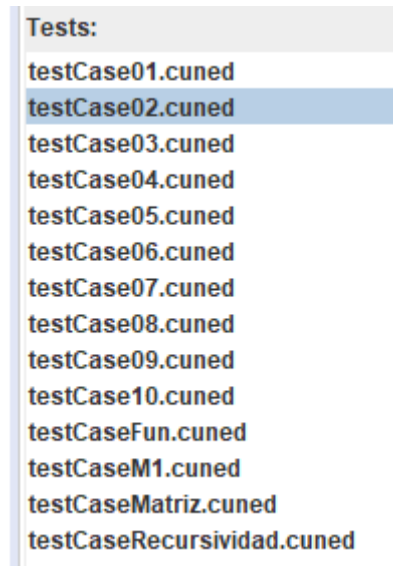 Tests:
testCase01.cuned
testCase02.cuned
testCase03.cuned
testCase04.cuned
testCase05.cuned
testCase06.cuned
testCase07.cuned
testCase08.cuned
testCase09.cuned
testCase10.cuned
testCaseFun.cuned
testCaseM1.cuned
testCaseMatriz.cuned
testCaseRecursividad.cuned